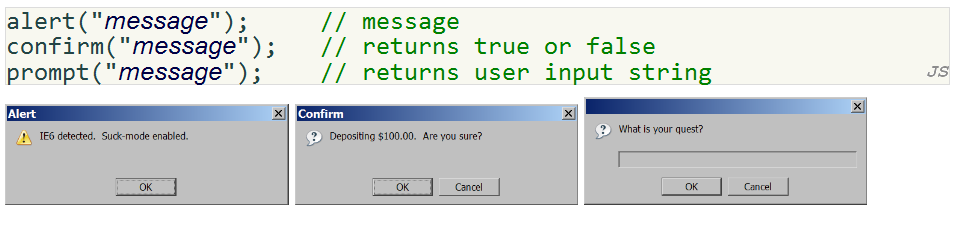 alert("message");     // message
confirm("message");   // returns true or false
prompt("message");    // returns user input string
JS
Alert
IE6 detected. Suck-mode enabled.
OK
Confirm
Depositing $100.00. Are you sure?
OK Cancel
What is your quest?
OK Cancel